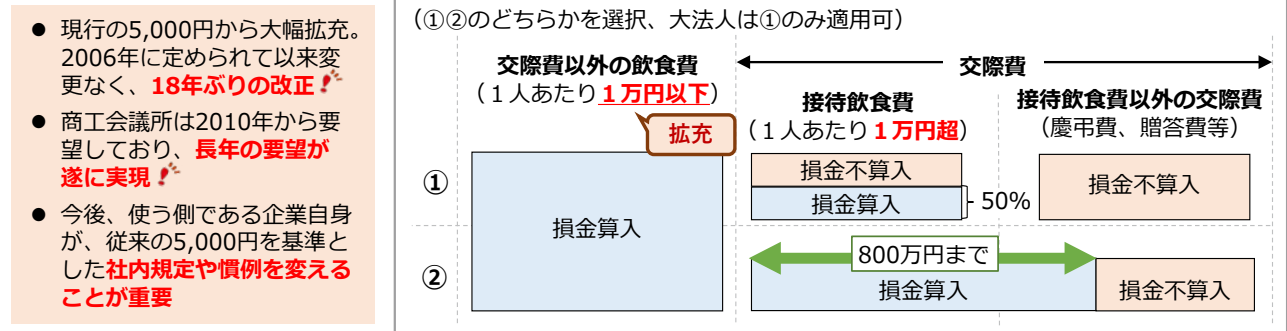 ● 現行の5,000円から大幅拡充。
2006年に定められて以来変
更なく、18年ぶりの改正
● 商工会議所は2010年から要
望しており、長年の要望が
遂に実現
● 今後、使う側である企業自身
が、従来の5,000円を基準と
した社内規定や慣例を変える
ことが重要
（①②のどちらかを選択、大法人は①のみ適用可）
交際費以外の飲食費
（１人あたり１万円以下）
拡充
交際費
接待飲食費
（１人あたり１万円超）
接待飲食費以外の交際費
（慶弔費、贈答費等）
①
損金算入
損金不算入
損金算入
50%
損金不算入
②
800万円まで
損金算入
損金不算入